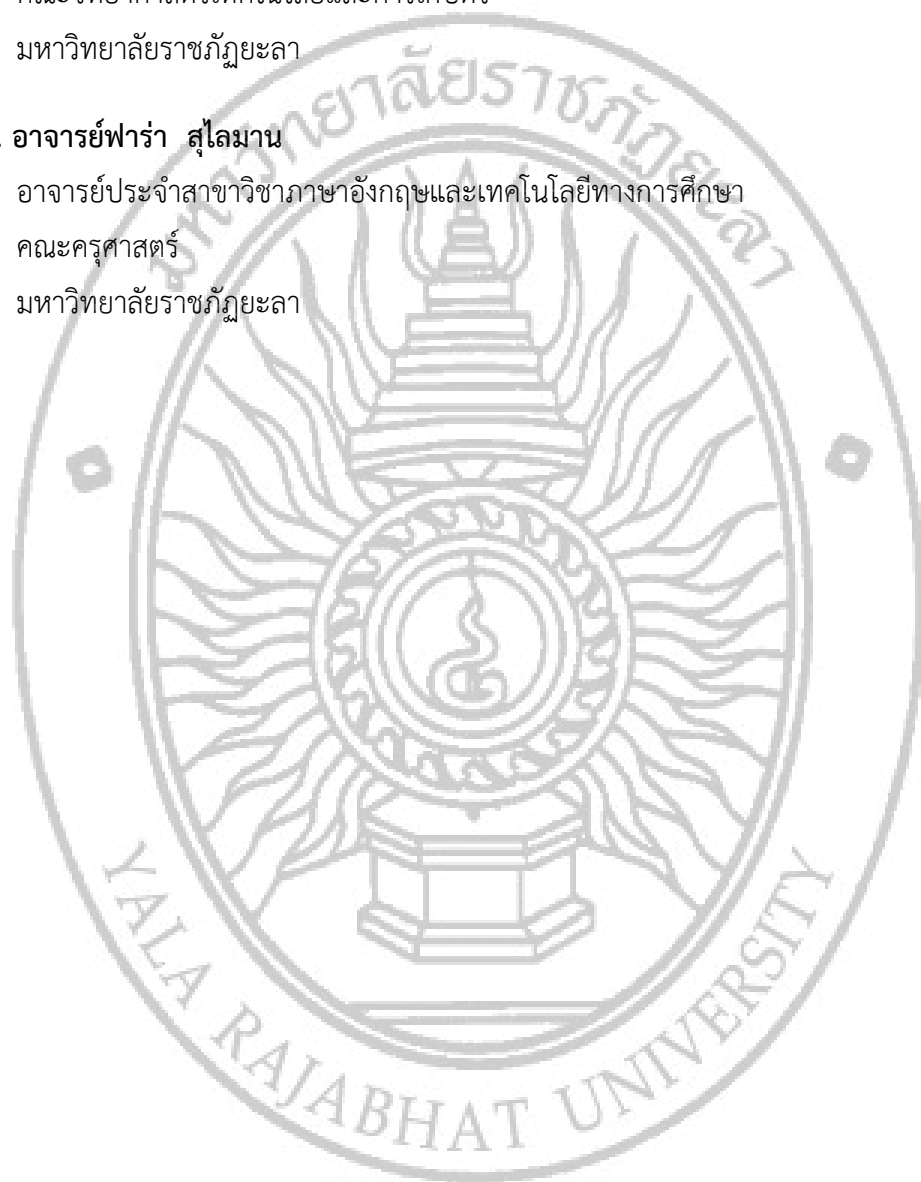 มหาวิทยาลัยราชภัฏยะลา
อาจารย์ฟาร่า สุไลมาน
อาจารย์ประจำสาขาวิชาภาษาอังกฤษและเทคโนโลยีทางการศึกษา
คณะครุศาสตร์
มหาวิทยาลัยราชภัฏยะลา
มหาวิทยาลัยราชภัฏยะลา
YALA RAJABHAT UNIVERSITY